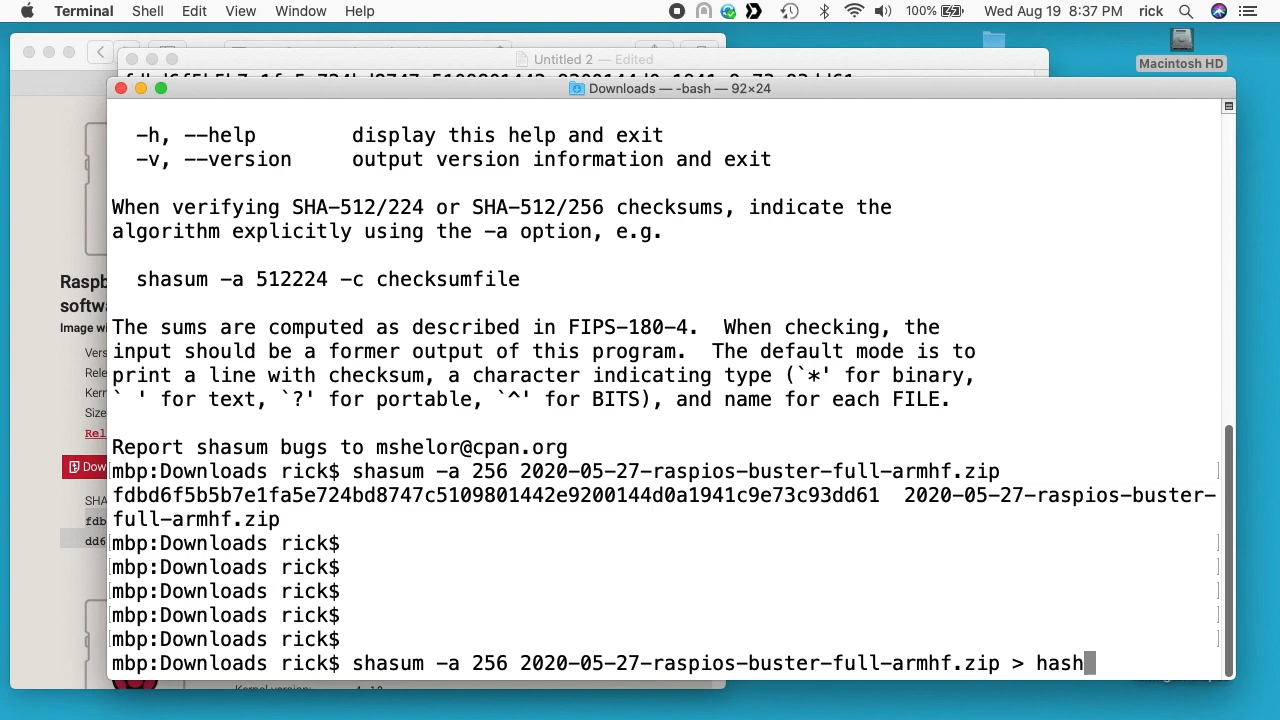 Terminal Shell Edit View Window Help 100% Wed Aug 19 8:37 PM rick
Untitled 2 — Edited
Macintosh HD
Downloads — -bash — 92×24
-h, --help display this help and exit
-v, --version output version information and exit
When verifying SHA-512/224 or SHA-512/256 checksums, indicate the
algorithm explicitly using the -a option, e.g.
shasum -a 512224 -c checksumfile
The sums are computed as described in FIPS-180-4. When checking, the
input should be a former output of this program. The default mode is to
print a line with checksum, a character indicating type (`*' for binary,
` ' for text, `?' for portable, `^' for BITS), and name for each FILE.
Report shasum bugs to mshelor@cpan.org
mbp:Downloads rick$ shasum -a 256 2020-05-27-raspios-buster-full-armhf.zip
fdbd6f5b5b7e1fa5e724bd8747c5109801442e9200144d0a1941c9e73c93dd61 2020-05-27-raspios-buster-
full-armhf.zip
mbp:Downloads rick$
mbp:Downloads rick$
mbp:Downloads rick$
mbp:Downloads rick$
mbp:Downloads rick$
mbp:Downloads rick$ shasum -a 256 2020-05-27-raspios-buster-full-armhf.zip > hash
Raspb
softwa
Image wi
Vers
Rele
Kern
Size
Rel
Dow
SHA
fdb
dd6